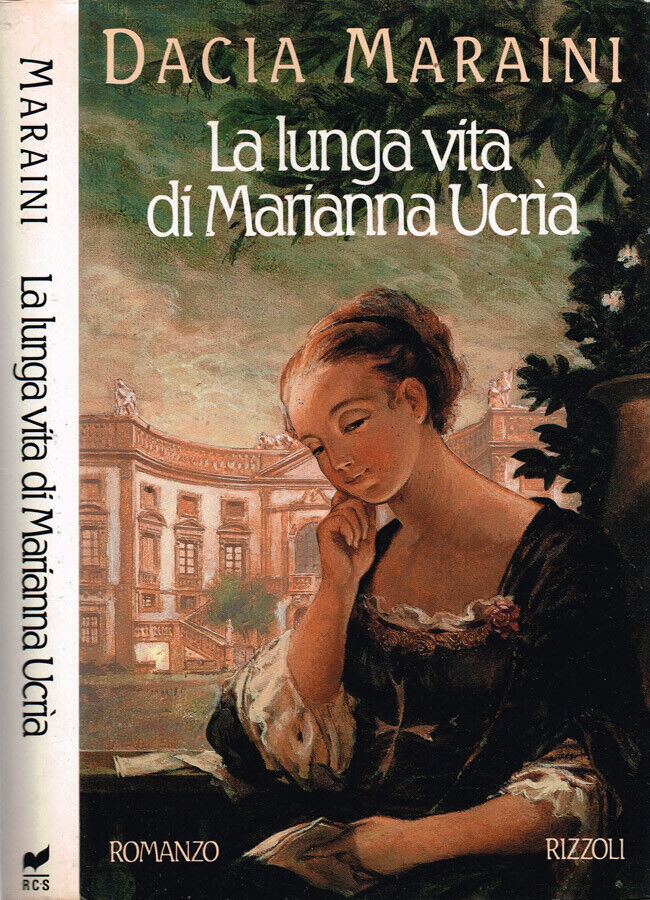 MARAINI
La lunga vita di Marianna Ucrìa
RCS
DACIA MARAINI
La lunga vita
di Marianna Ucrìa
ROMANZO
RIZZOLI